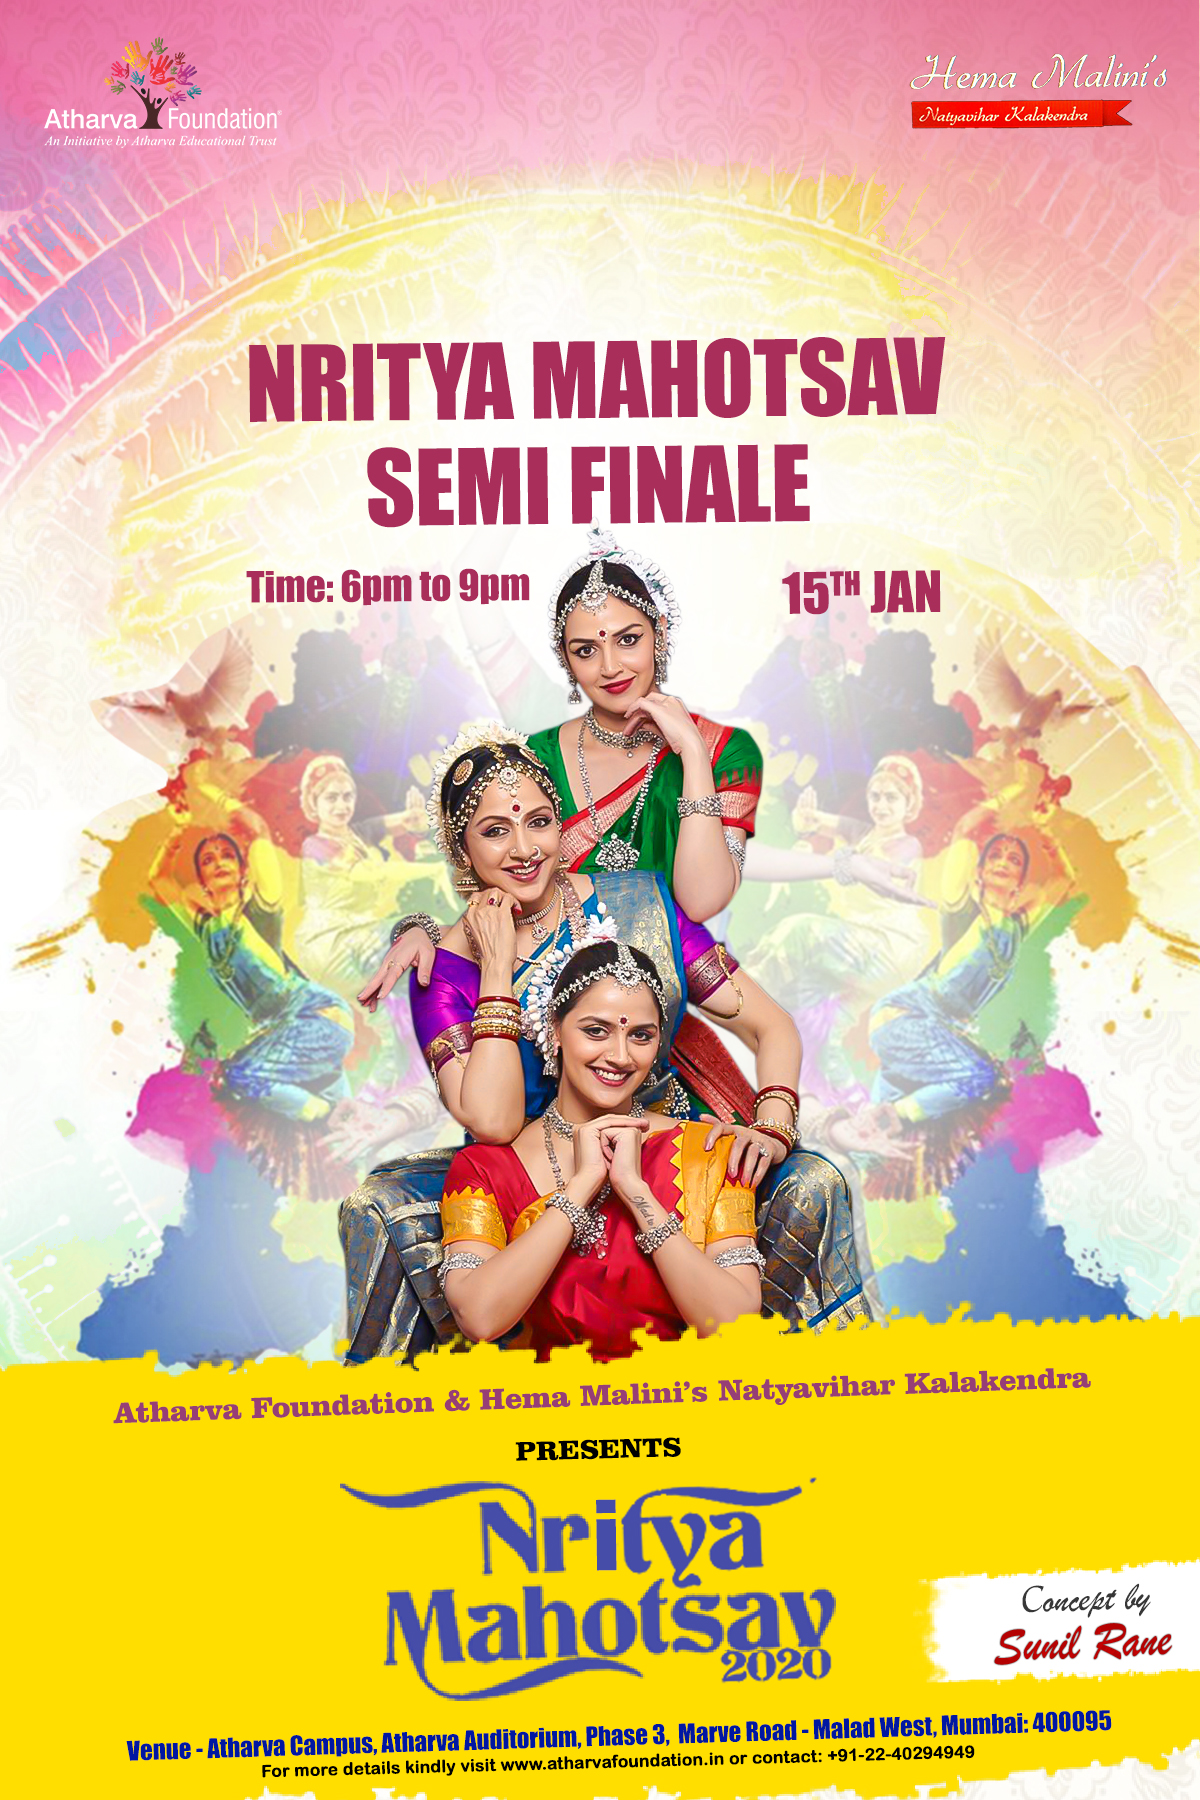 Atharva Foundation®
An Initiative by Atharva Educational Trust
Hema Malini's
Natyavihar Kalakendra
NRITYA MAHOTSAV
SEMI FINALE
Time: 6pm to 9pm
15TH JAN
Atharva Foundation & Hema Malini's Natyavihar Kalakendra
PRESENTS
Nritya
Mahotsav
2020
Concept by
Sunil Rane
Venue - Atharva Campus, Atharva Auditorium, Phase 3, Marve Road - Malad West, Mumbai: 400095
For more details kindly visit www.atharvafoundation.in or contact: +91-22-40294949